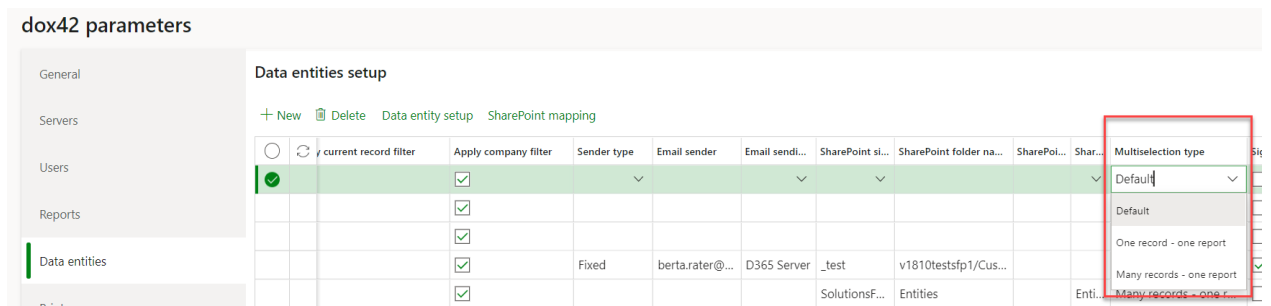 dox42 parameters
General
Servers
Users
Reports
Data entities
Data entities setup
New Delete Data entity setup SharePoint mapping
current record filter Apply company filter Sender type Email sender Email sendi... SharePoint si... SharePoint folder na... SharePoi... Shar... Multiselection type
Default
Default
One record - one report
Fixed berta.rater@... D365 Server _test v1810testsfp1/Cus... Many records - one report
SolutionsF... Entities Enti... Many records - one r...